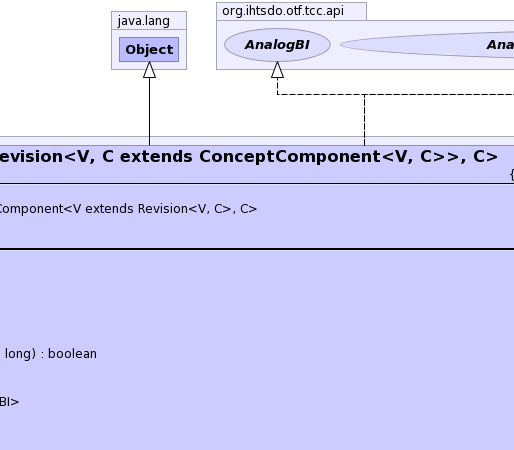 java.lang
org.ihtsdo.otf.tcc.api
Object
AnalogBI
Ana
evision<V, C extends ConceptComponent<V, C>>, C>
{
Component<V extends Revision<V, C>, C>
long) : boolean
BI>